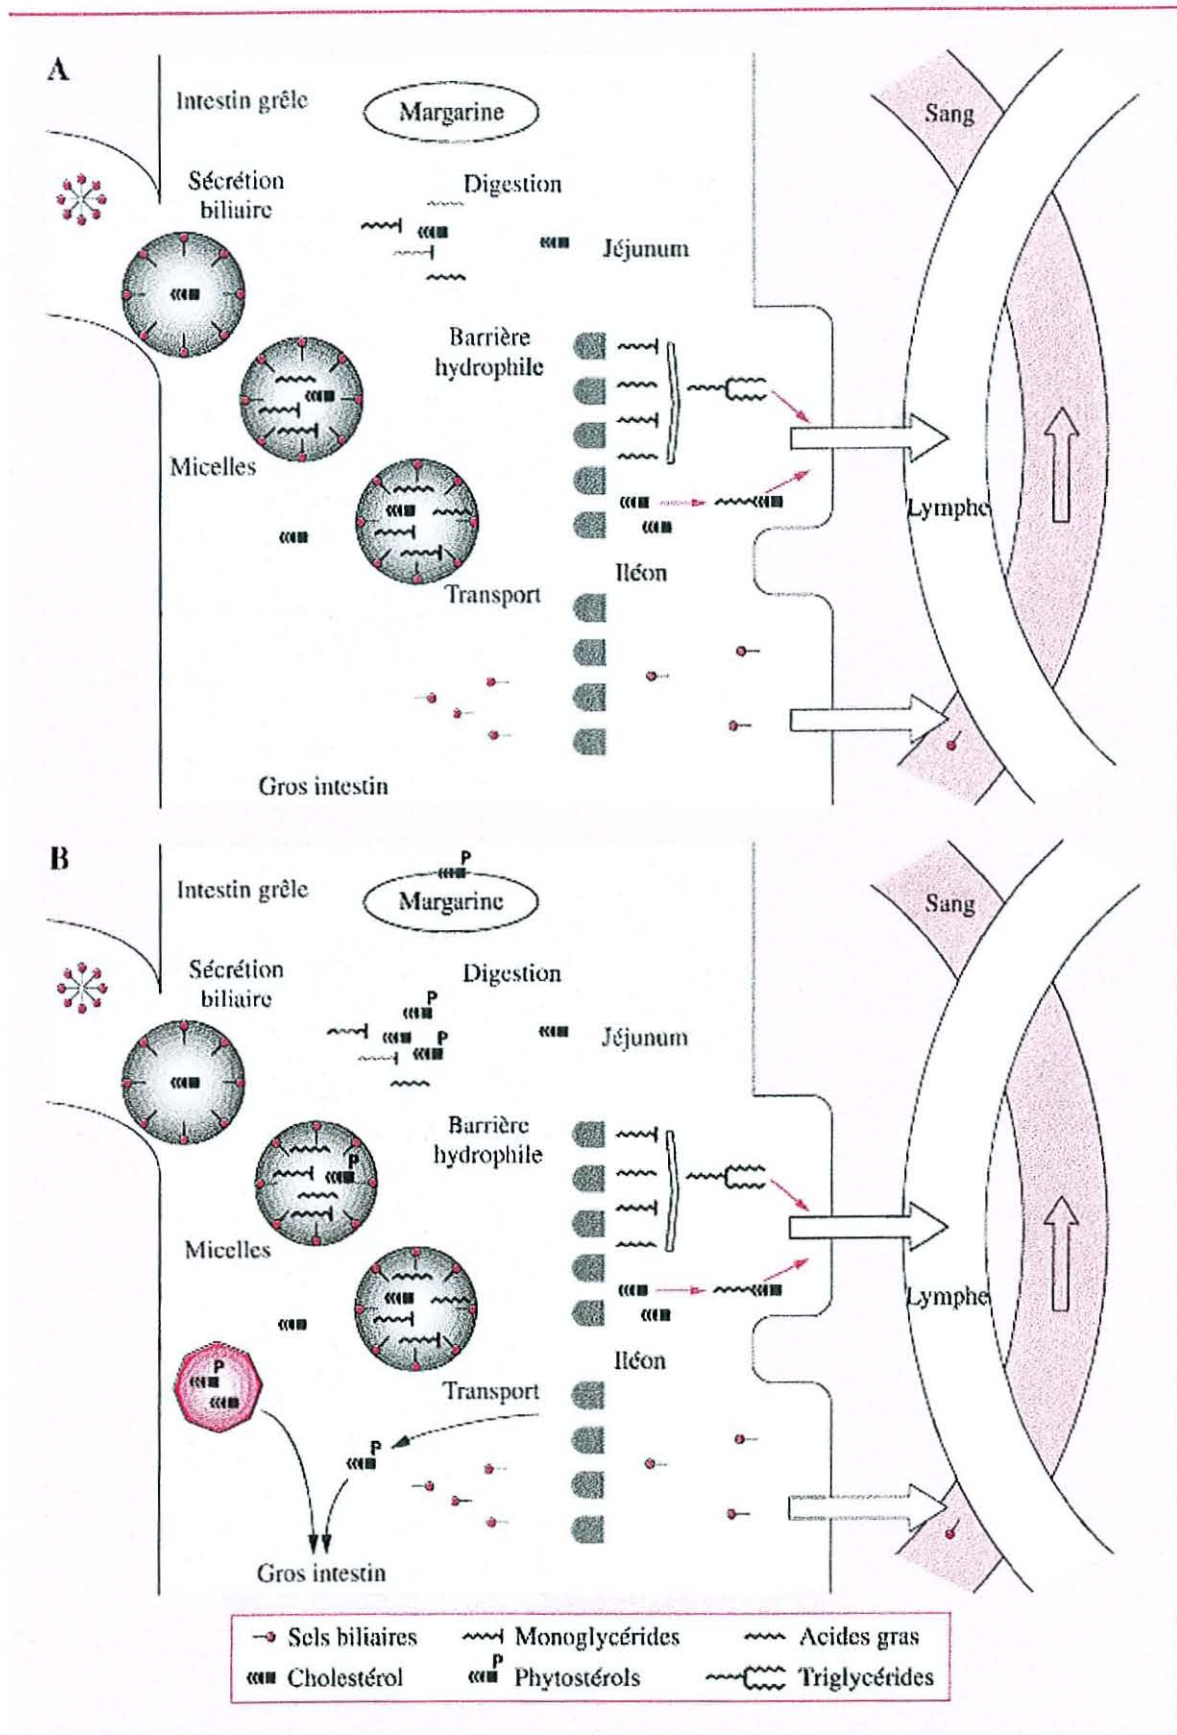 A
Intestin grêle
Margarine
Sang
Sécrétion
biliaire
Digestion
Jéjunum
Barrière
hydrophile
Micelles
Lymphe
Iléon
Transport
Gros intestin
B
P
Intestin grêle
Margarine
Sang
Sécrétion
biliaire
Digestion
P
P
Jéjunum
Barrière
hydrophile
P
Micelles
Lymphe
Iléon
P
Transport
P
Gros intestin
Sels biliaires
Monoglycérides
Acides gras
Cholestérol
P
Phytostérols
Triglycérides